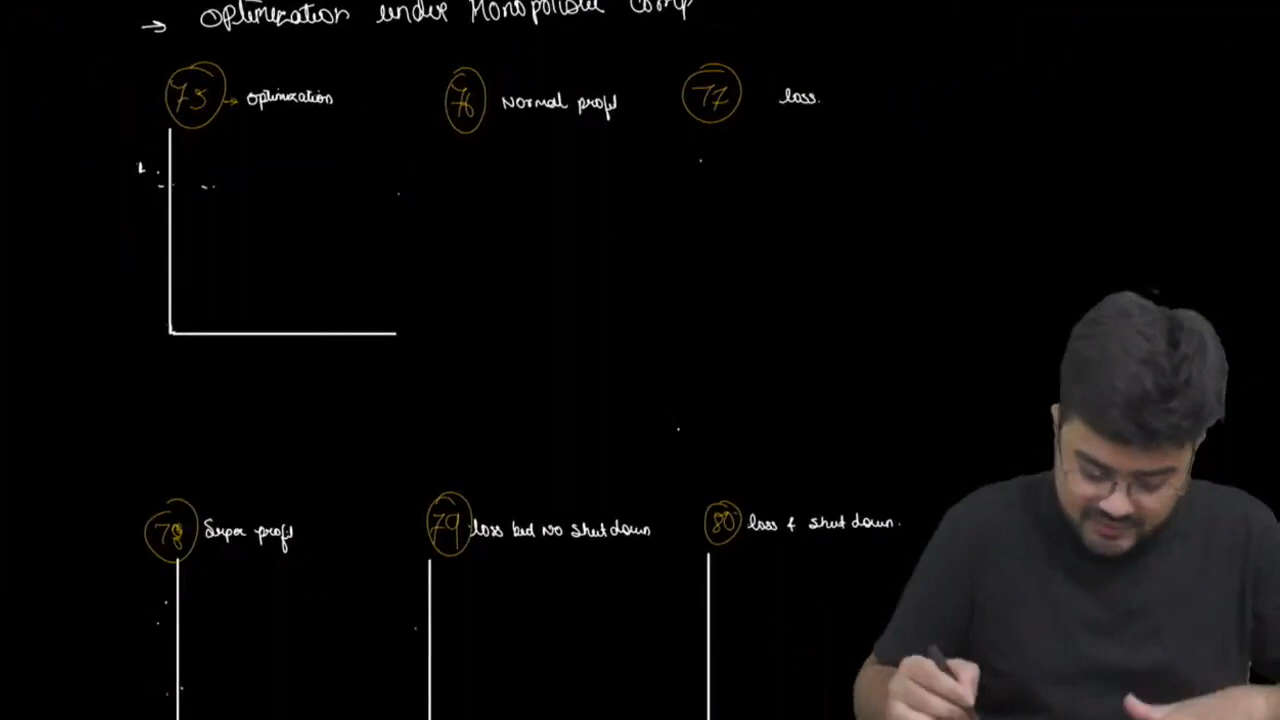 → Optimization under Monopolistic Comp
75 → Optimization
76 Normal profit
77 loss.
78 Super profit
79 loss but No shut down
80 loss & shut down.